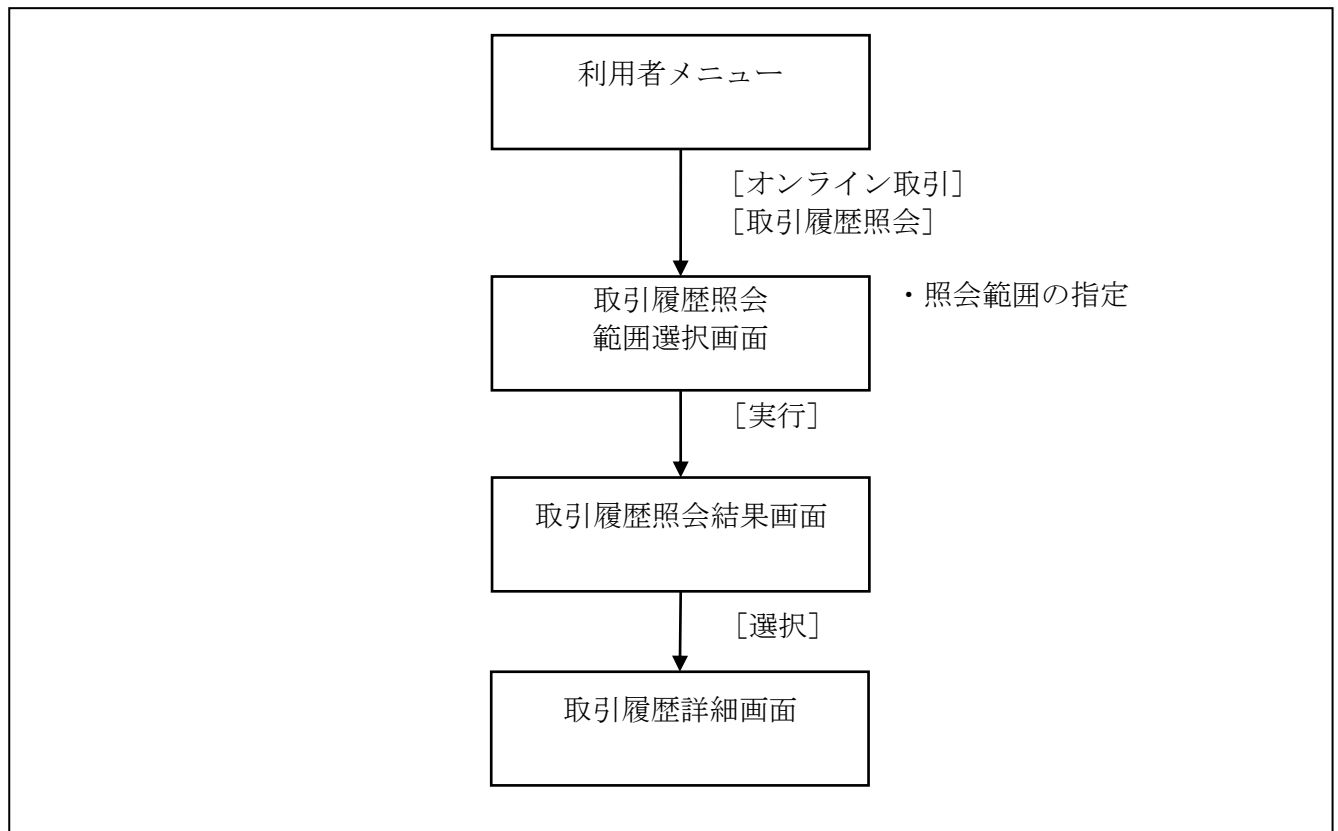 利用者メニュー
［オンライン取引］
［取引履歴照会］
取引履歴照会
範囲選択画面
・照会範囲の指定
［実行］
取引履歴照会結果画面
［選択］
取引履歴詳細画面